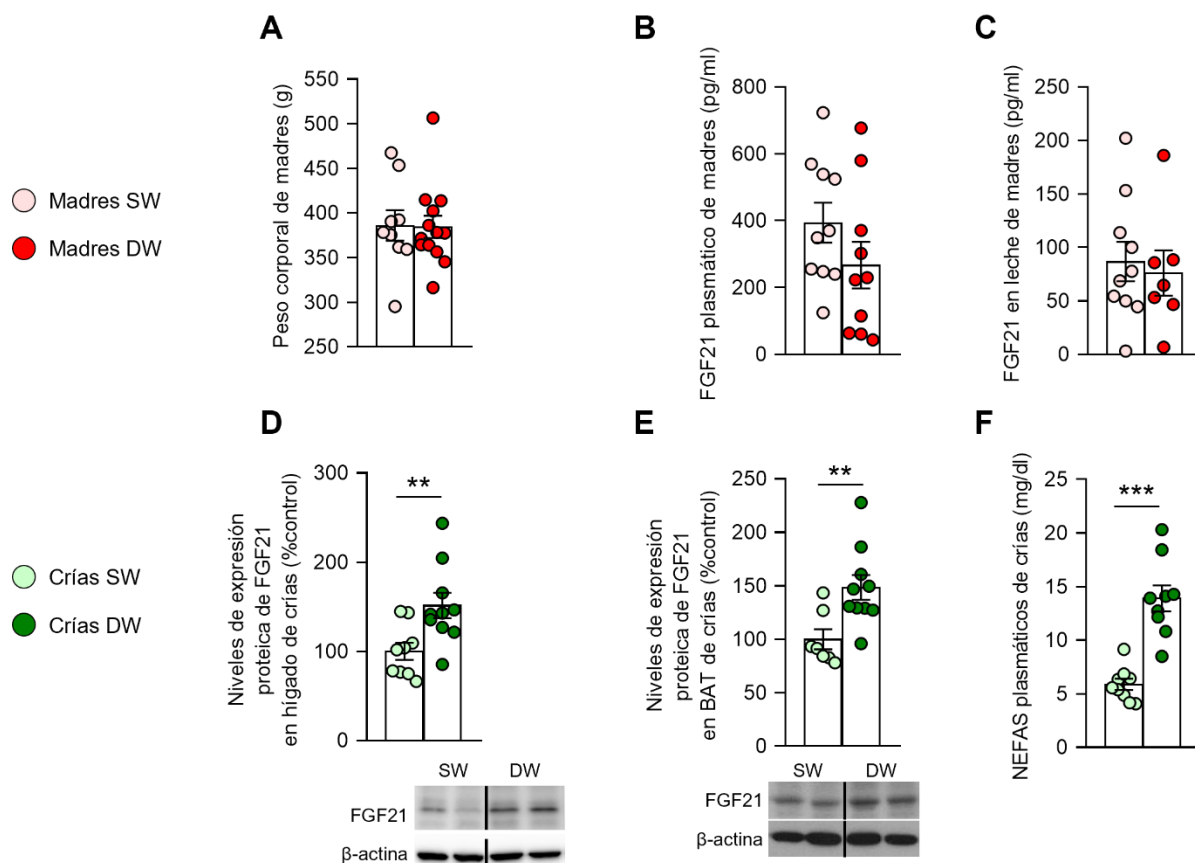 A
Peso corporal de madres (g)
550
500
450
400
350
300
250
B
FGF21 plasmático de madres (pg/ml)
800
600
400
200
0
C
FGF21 en leche de madres (pg/ml)
250
200
150
100
50
0
Madres SW
Madres DW
D
Niveles de expresión
proteica de FGF21
en hígado de crías (%control)
300
200
100
0
**
SW DW
FGF21
β-actina
E
Niveles de expresión
proteica de FGF21
en BAT de crías (%control)
250
200
150
100
50
0
**
SW DW
FGF21
β-actina
F
NEFAS plasmáticos de crías (mg/dl)
25
20
15
10
5
0
***
Crías SW
Crías DW